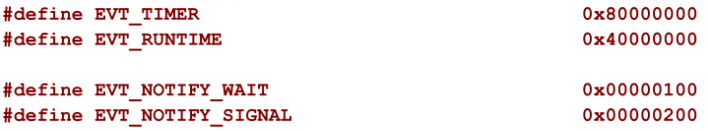 #define EVT_TIMER 0x80000000
#define EVT_RUNTIME 0x40000000
#define EVT_NOTIFY_WAIT 0x00000100
#define EVT_NOTIFY_SIGNAL 0x00000200